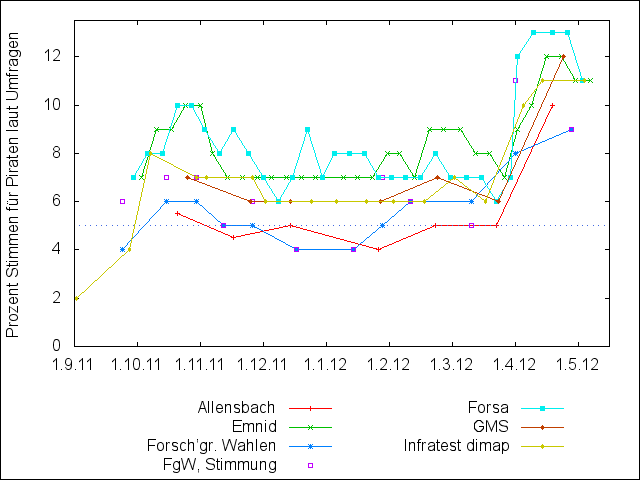 Prozent Stimmen für Piraten laut Umfragen
12
10
8
6
4
2
0
1.9.11 1.10.11 1.11.11 1.12.11 1.1.12 1.2.12 1.3.12 1.4.12 1.5.12
Allensbach Forsa
Emnid GMS
Forsch'gr. Wahlen Infratest dimap
FgW, Stimmung